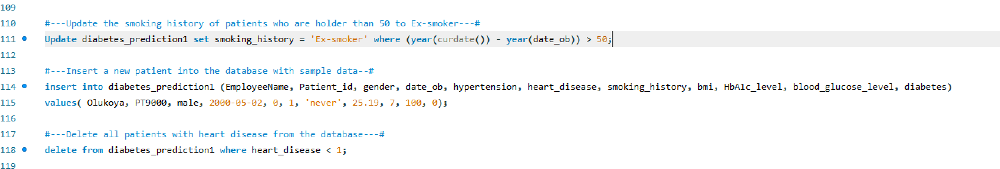 109
110 #---Update the smoking history of patients who are holder than 50 to Ex-smoker---#
111 Update diabetes_prediction1 set smoking_history = 'Ex-smoker' where (year(curdate()) - year(date_ob)) > 50;
112
113 #---Insert a new patient into the database with sample data--#
114 insert into diabetes_prediction1 (EmployeeName, Patient_id, gender, date_ob, hypertension, heart_disease, smoking_history, bmi, HbA1c_level, blood_glucose_level, diabetes)
115 values( Olukoya, PT9000, male, 2000-05-02, 0, 1, 'never', 25.19, 7, 100, 0);
116
117 #---Delete all patients with heart disease from the database---#
118 delete from diabetes_prediction1 where heart_disease < 1;
119